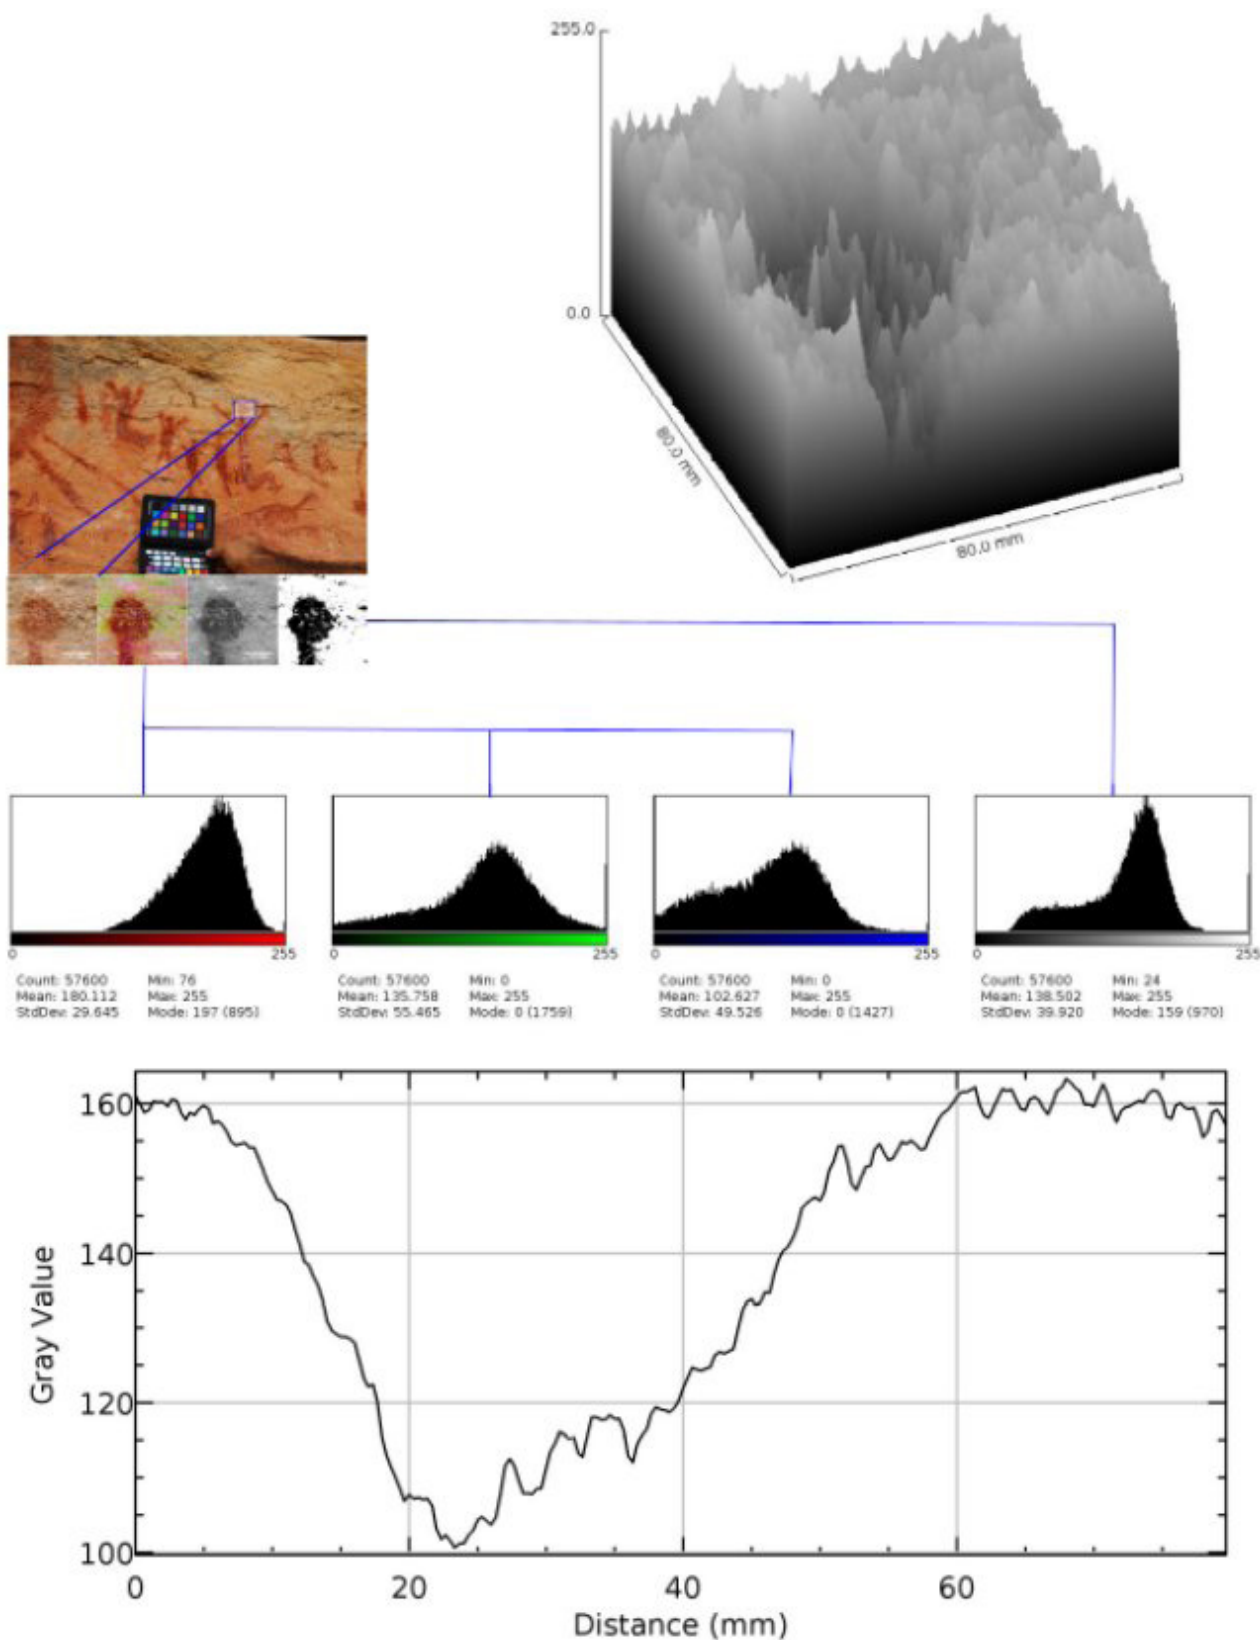 255.0
0.0
80.0 mm
80.0 mm
0 255 0 255 0 255 0 255
Count: 57600 Min: 76 Count: 57600 Min: 0 Count: 57600 Min: 0 Count: 57600 Min: 24
Mean: 180.112 Max: 255 Mean: 135.758 Max: 255 Mean: 102.627 Max: 255 Mean: 138.502 Max: 255
StdDev: 29.645 Mode: 197 (895) StdDev: 55.465 Mode: 0 (1759) StdDev: 49.526 Mode: 0 (1427) StdDev: 39.920 Mode: 159 (970)
160
140
120
100
Gray Value
0 20 40 60
Distance (mm)